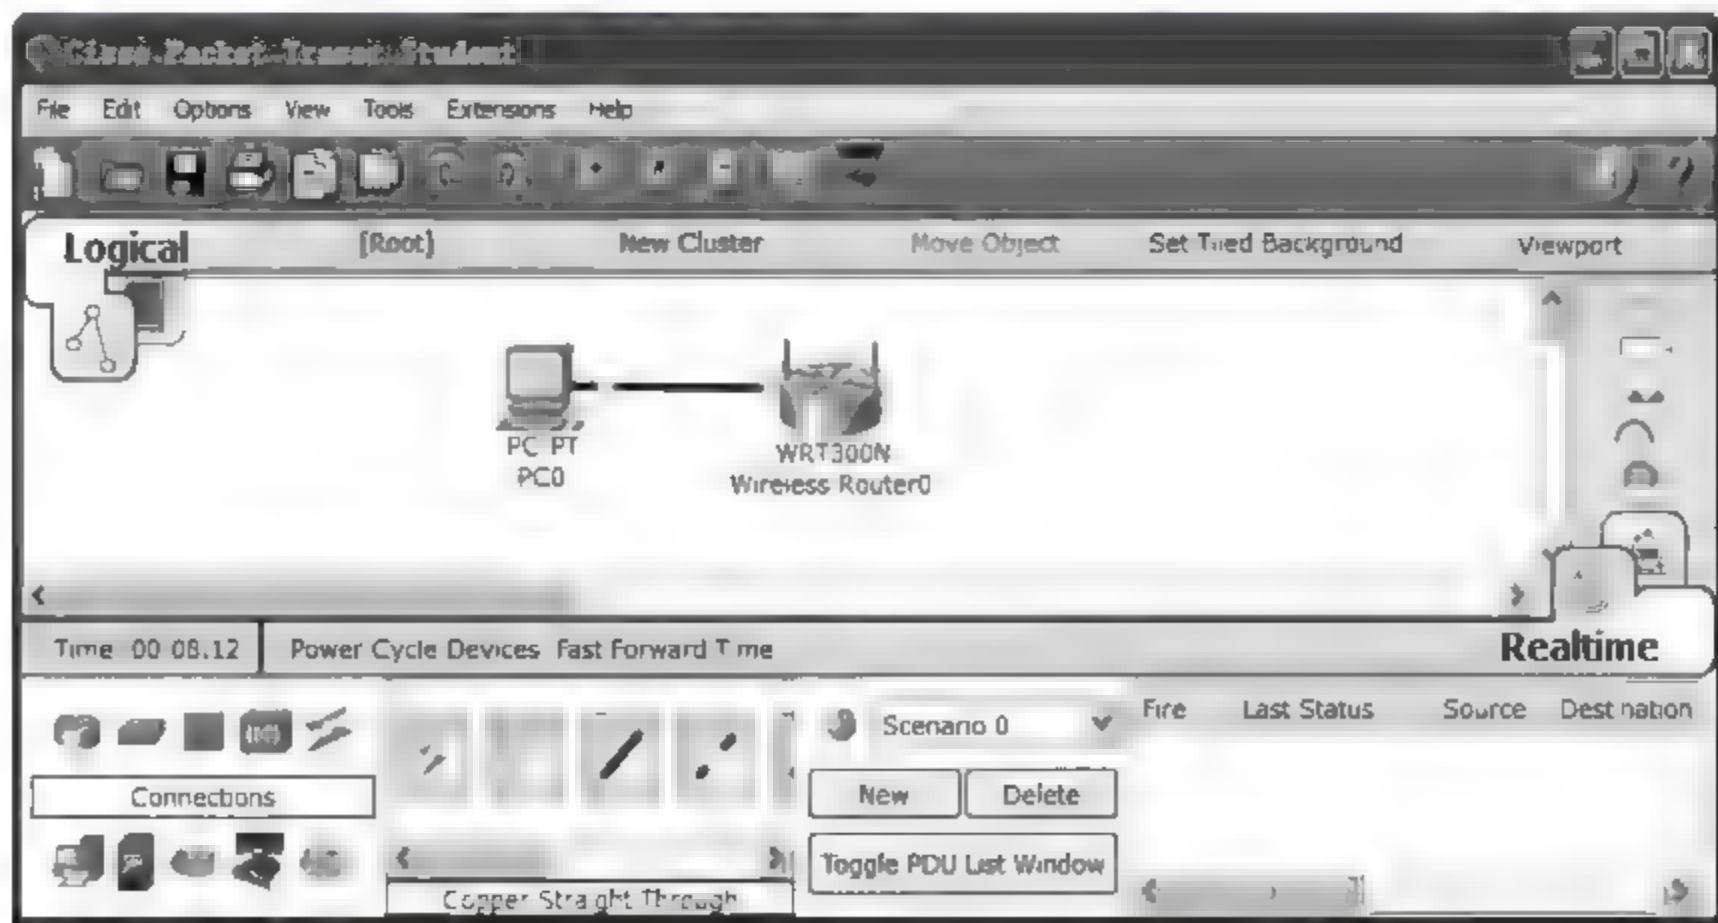 Cisco Packet Tracer Student
File Edit Options View Tools Extensions Help
Logical [Root] New Cluster Move Object Set Tiled Background Viewport
PC PT
PC0
WRT300N
Wireless Router0
Time 00 08.12 Power Cycle Devices Fast Forward Time
Realtime
Scenario 0
Fire Last Status Source Destination
Connections
New Delete
Toggle PDU List Window
Copper Straight Through